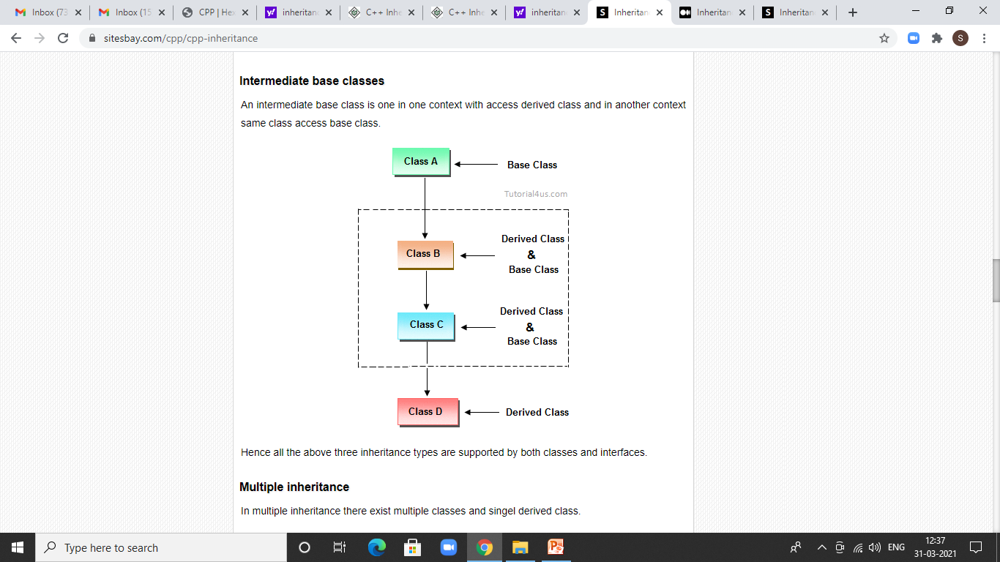 Inbox (73
Inbox (15
CPP | Hex
inheritanc
C++ Inhe
C++ Inhe
inheritanc
Inheritan
Inheritan
Inheritan
sitesbay.com/cpp/cpp-inheritance
S
Intermediate base classes
An intermediate base class is one in one context with access derived class and in another context
same class access base class.
Class A
Base Class
Tutorial4us.com
Derived Class
Class B
&
Base Class
Derived Class
Class C
&
Base Class
Class D
Derived Class
Hence all the above three inheritance types are supported by both classes and interfaces.
Multiple inheritance
In multiple inheritance there exist multiple classes and singel derived class.
Type here to search
ENG
12:37
31-03-2021